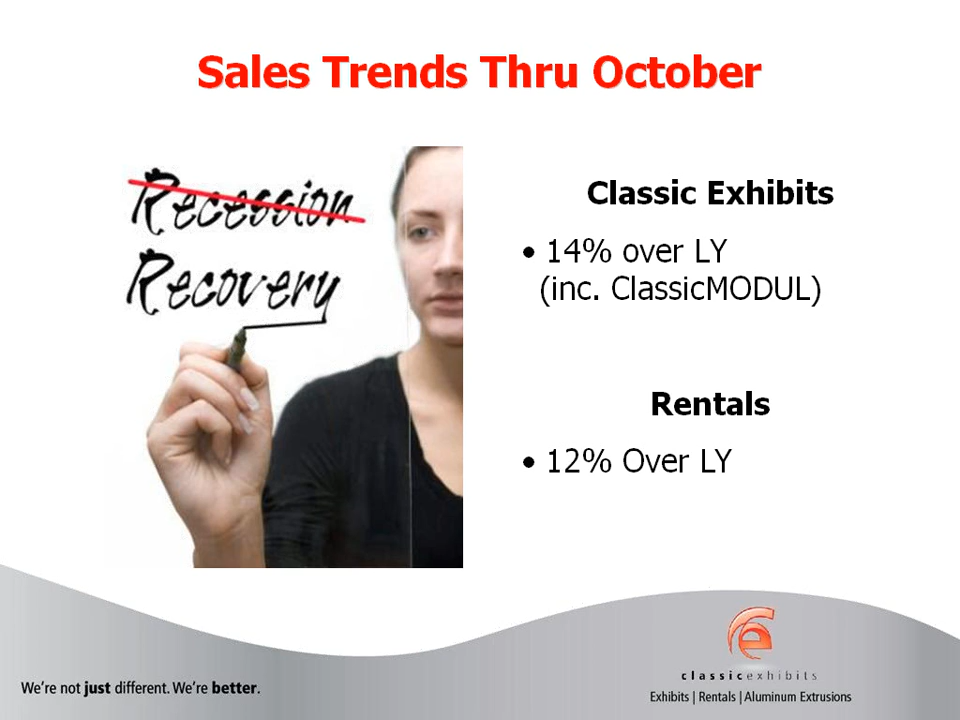 Sales Trends Thru October
Recession
Recovery
Classic Exhibits
• 14% over LY
(inc. ClassicMODUL)
Rentals
• 12% Over LY
We're not just different. We're better.
classicexhibits
Exhibits | Rentals | Aluminum Extrusions